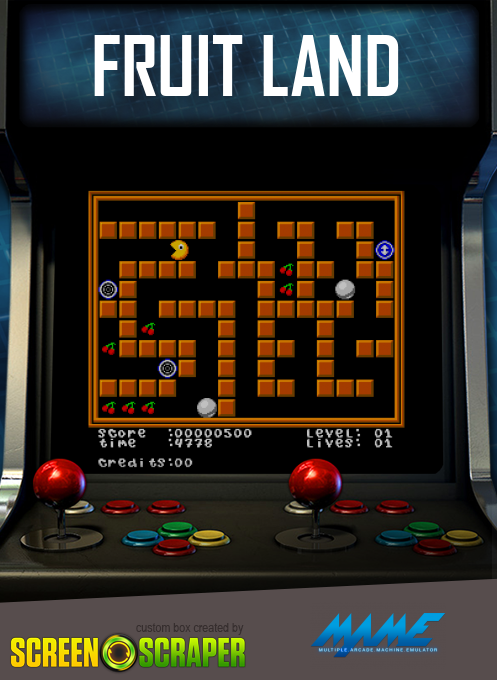 FRUIT LAND
Score :00000500 Level: 01
time :4778 Lives: 01
Credits:00
custom box created by
SCREEN SCRAPER
MAME
MULTIPLE ARCADE MACHINE EMULATOR